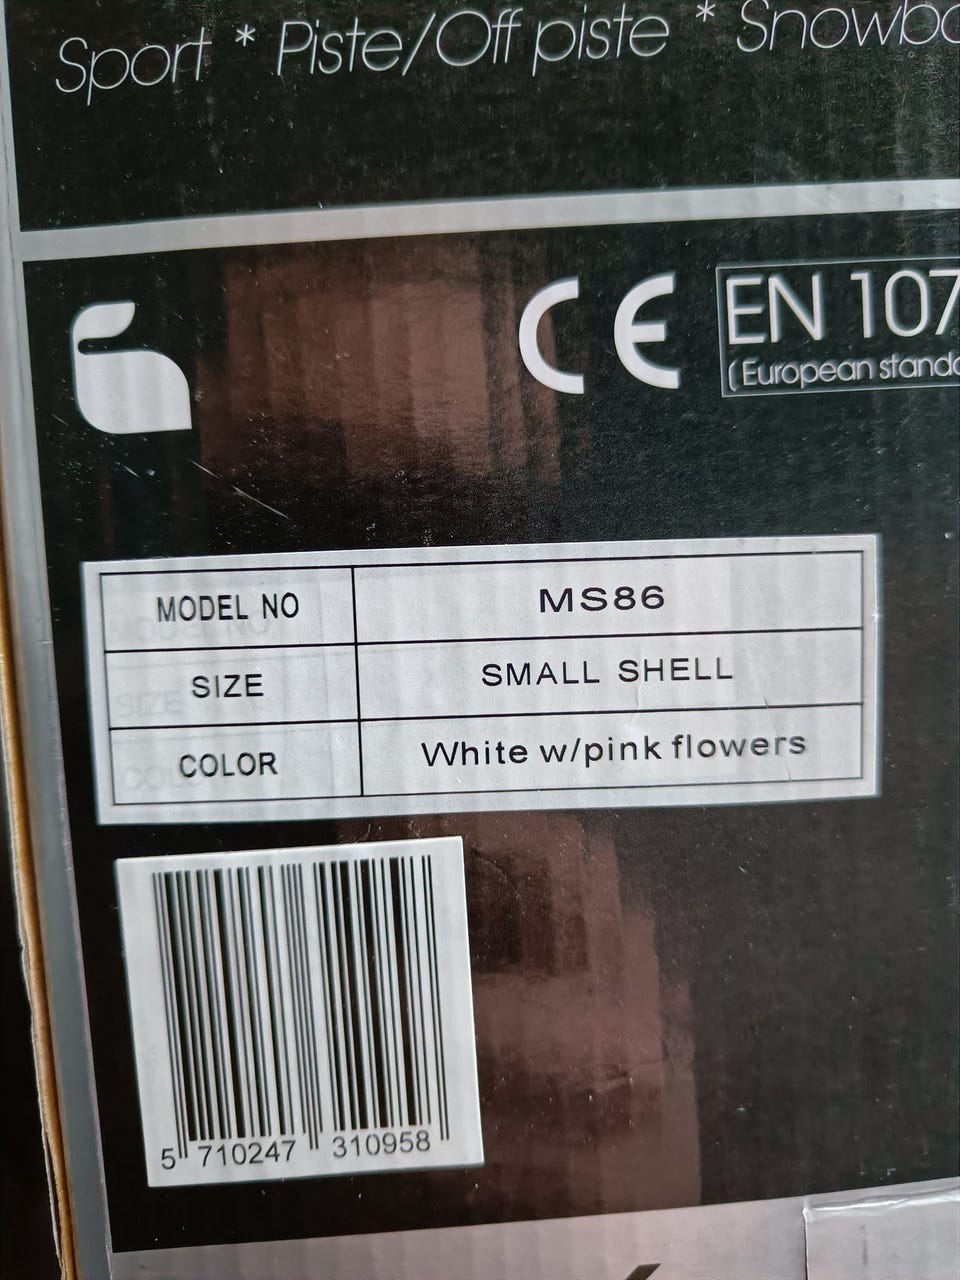 Sport * Piste/Off piste * Snowbo
CE EN 107
( European standa
MODEL NO MS86
SIZE SMALL SHELL
COLOR White w/pink flowers
5 710247 310958